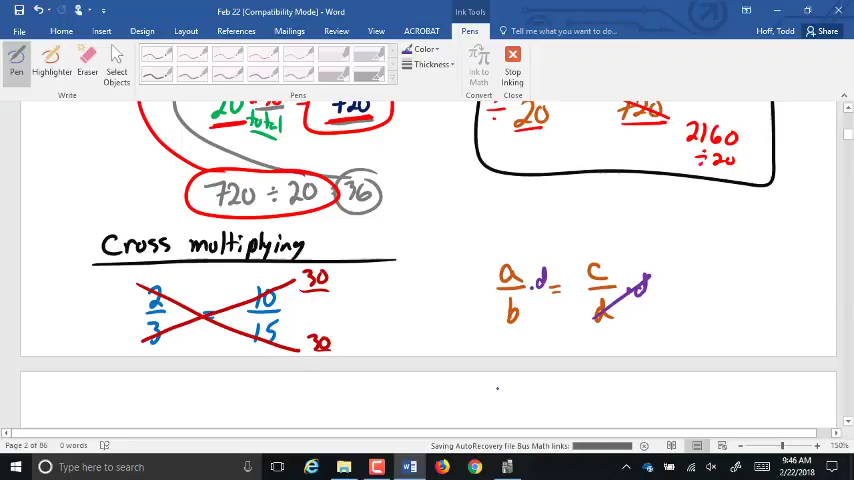 Feb 22 [Compatibility Mode] - Word
Ink Tools
Hoff, Todd
File Home Insert Draw Design Layout References Mailings Review View ACROBAT Pens Tell me what you want to do... Share
Pen Highlighter Eraser Select Objects
Color
Thickness
Ink to Math
Stop Inking
Write Pens Convert Close
20 720
total
÷ 20 720
2160
÷20
720 ÷ 20 36
Cross multiplying
2/3 = 10/15
30
30
a/b · d = c/d · d
Page 2 of 86 0 words Saving AutoRecovery file Bus Math links: 150%
Type here to search
9:46 AM
2/22/2018